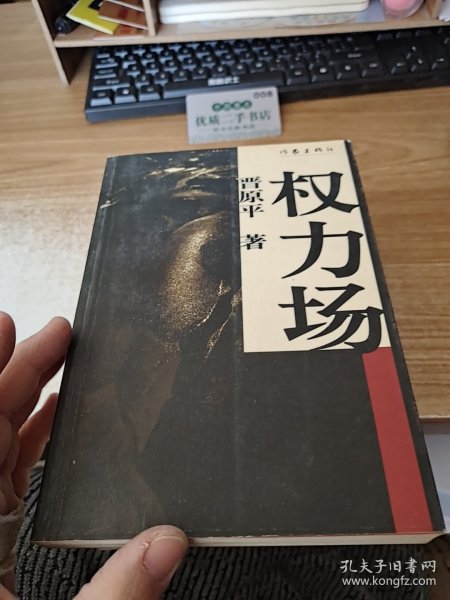 优质二手书店
作家出版社
权力场
晋原平 著
孔夫子旧书网
www.kongfz.com